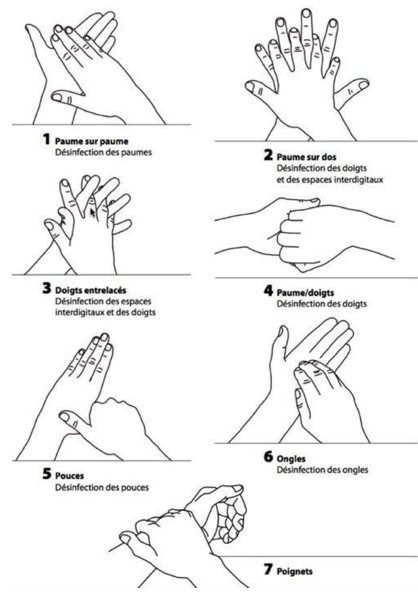 1 Paume sur paume
Désinfection des paumes
2 Paume sur dos
Désinfection des doigts
et des espaces interdigitaux
3 Doigts entrelacés
Désinfection des espaces
interdigitaux et des doigts
4 Paume/doigts
Désinfection des doigts
5 Pouces
Désinfection des pouces
6 Ongles
Désinfection des ongles
7 Poignets